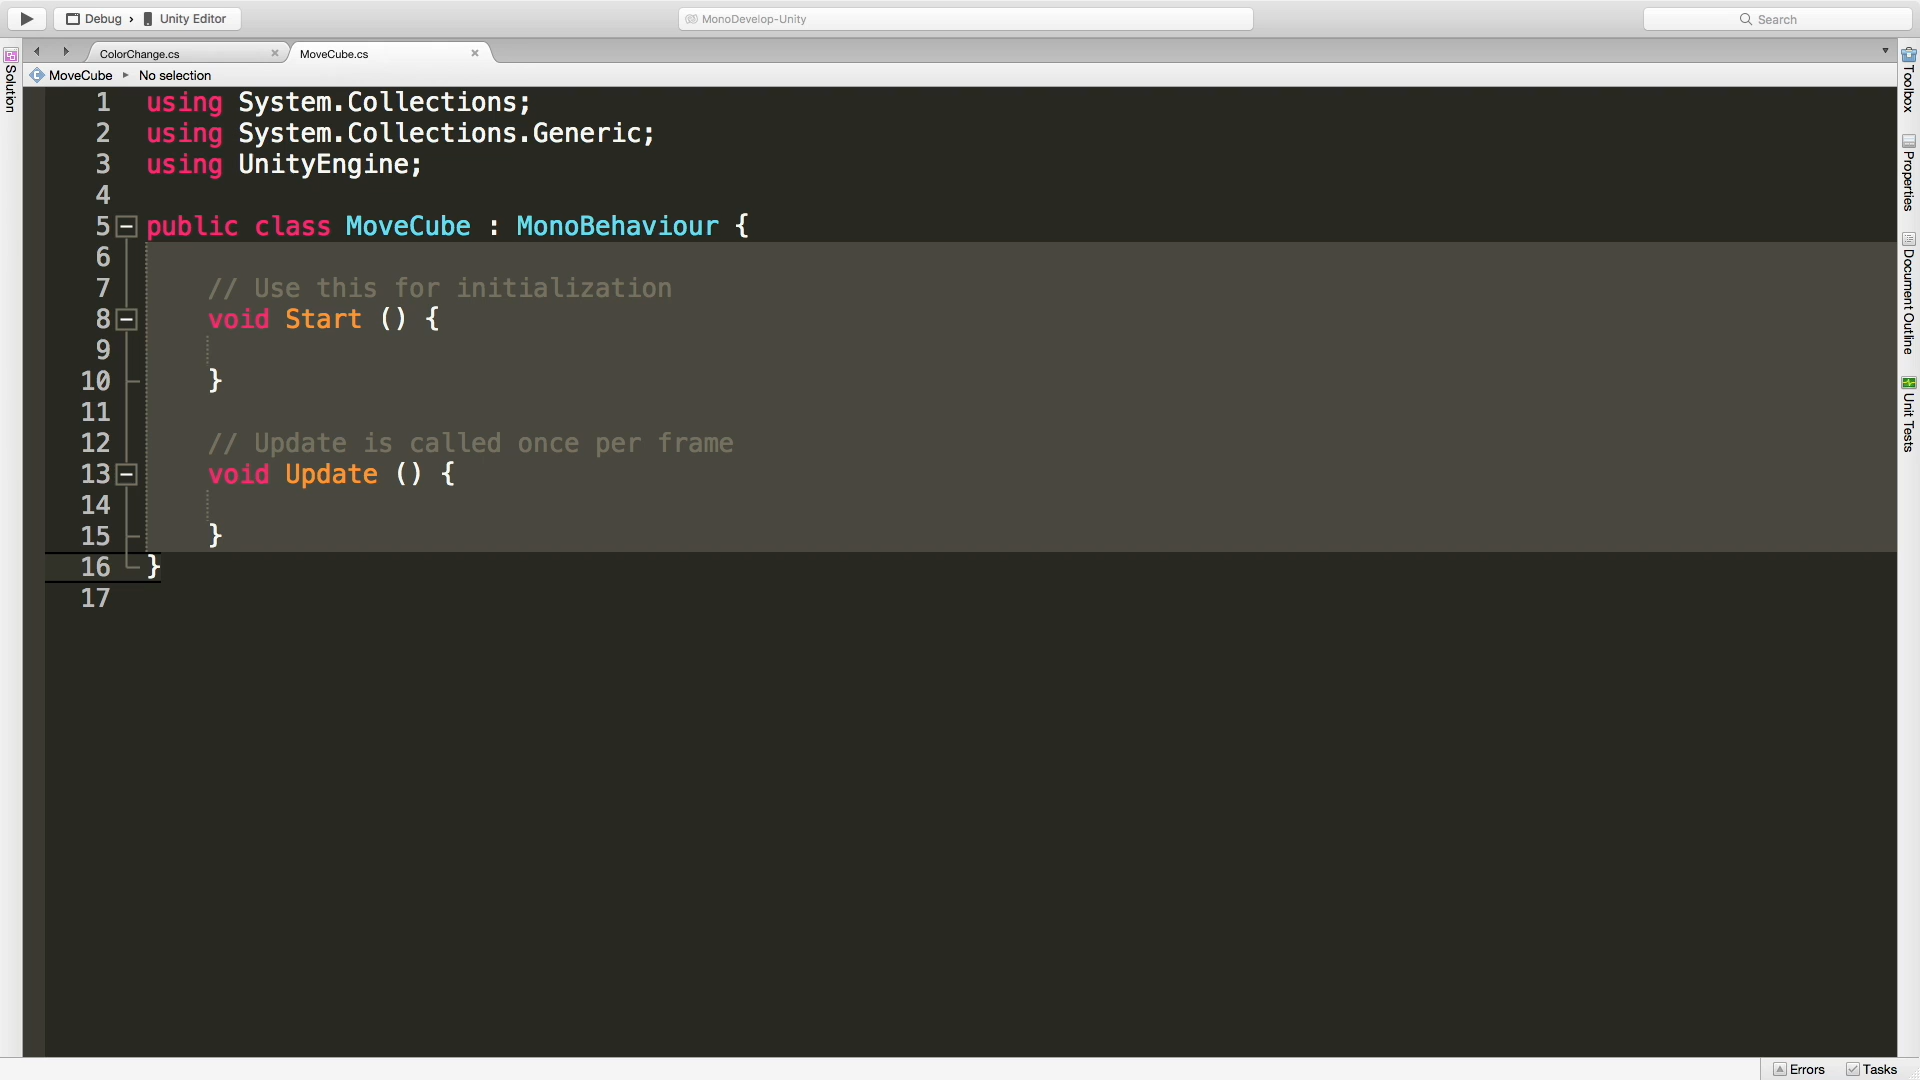 Debug › Unity Editor
MonoDevelop-Unity
Search
ColorChange.cs
MoveCube.cs
MoveCube ▸ No selection
Solution
Toolbox
Properties
Document Outline
Unit Tests
1 using System.Collections;
2 using System.Collections.Generic;
3 using UnityEngine;
4
5 public class MoveCube : MonoBehaviour {
6
7     // Use this for initialization
8     void Start () {
9
10     }
11
12     // Update is called once per frame
13     void Update () {
14
15     }
16 }
17
Errors
Tasks